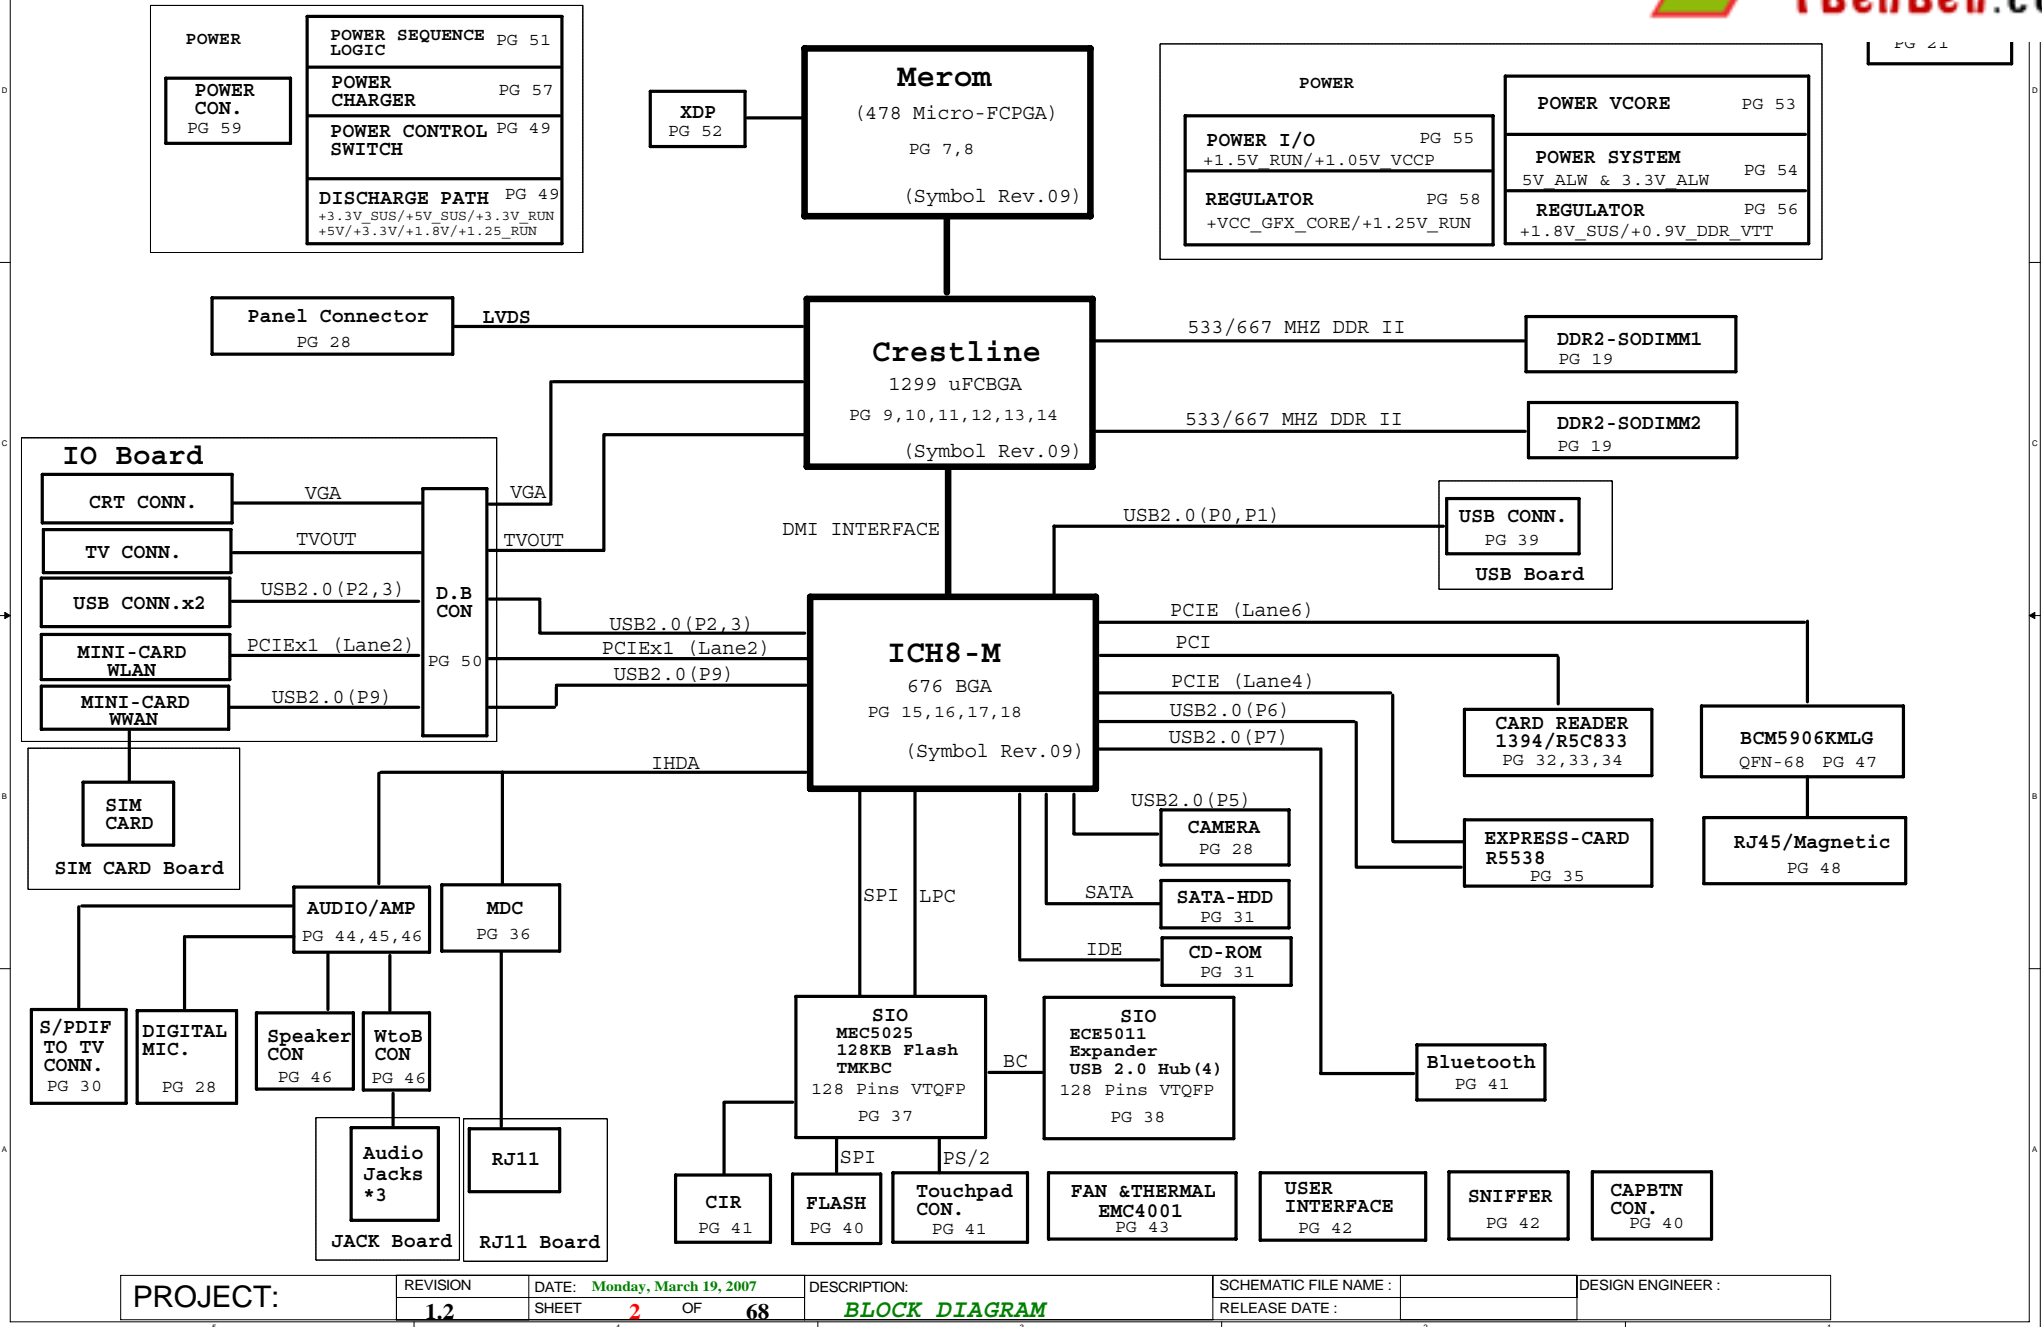 POWER
POWER SEQUENCE
LOGIC
PG 51
POWER
CON.
PG 59
POWER
CHARGER
PG 57
POWER CONTROL
SWITCH
PG 49
DISCHARGE PATH
PG 49
+3.3V_SUS/+5V_SUS/+3.3V_RUN
+5V/+3.3V/+1.8V/+1.25_RUN
XDP
PG 52
Merom
(478 Micro-FCPGA)
PG 7,8
(Symbol Rev.09)
POWER
POWER I/O
PG 55
+1.5V_RUN/+1.05V_VCCP
REGULATOR
PG 58
+VCC_GFX_CORE/+1.25V_RUN
POWER VCORE
PG 53
POWER SYSTEM
PG 54
5V_ALW & 3.3V_ALW
REGULATOR
PG 56
+1.8V_SUS/+0.9V_DDR_VTT
PG 21
Panel Connector
PG 28
LVDS
Crestline
1299 uFCBGA
PG 9,10,11,12,13,14
(Symbol Rev.09)
533/667 MHZ DDR II
DDR2-SODIMM1
PG 19
533/667 MHZ DDR II
DDR2-SODIMM2
PG 19
IO Board
CRT CONN.
VGA
VGA
TV CONN.
TVOUT
TVOUT
USB CONN.x2
USB2.0(P2,3)
D.B
CON
PG 50
MINI-CARD
WLAN
PCIEx1 (Lane2)
MINI-CARD
WWAN
USB2.0(P9)
USB2.0(P2,3)
PCIEx1 (Lane2)
USB2.0(P9)
DMI INTERFACE
USB2.0(P0,P1)
USB CONN.
PG 39
USB Board
ICH8-M
676 BGA
PG 15,16,17,18
(Symbol Rev.09)
PCIE (Lane6)
PCI
PCIE (Lane4)
USB2.0(P6)
USB2.0(P7)
CARD READER
1394/R5C833
PG 32,33,34
BCM5906KMLG
QFN-68 PG 47
SIM
CARD
SIM CARD Board
IHDA
USB2.0(P5)
CAMERA
PG 28
EXPRESS-CARD
R5538
PG 35
RJ45/Magnetic
PG 48
AUDIO/AMP
PG 44,45,46
MDC
PG 36
SPI
LPC
SATA
SATA-HDD
PG 31
IDE
CD-ROM
PG 31
S/PDIF
TO TV
CONN.
PG 30
DIGITAL
MIC.
PG 28
Speaker
CON
PG 46
WtoB
CON
PG 46
SIO
MEC5025
128KB Flash
TMKBC
128 Pins VTQFP
PG 37
BC
SIO
ECE5011
Expander
USB 2.0 Hub(4)
128 Pins VTQFP
PG 38
Bluetooth
PG 41
Audio
Jacks
*3
JACK Board
RJ11
RJ11 Board
SPI
PS/2
CIR
PG 41
FLASH
PG 40
Touchpad
CON.
PG 41
FAN &THERMAL
EMC4001
PG 43
USER
INTERFACE
PG 42
SNIFFER
PG 42
CAPBTN
CON.
PG 40
PROJECT:
REVISION
1.2
DATE: Monday, March 19, 2007
SHEET 2 OF 68
DESCRIPTION:
BLOCK DIAGRAM
SCHEMATIC FILE NAME :
RELEASE DATE :
DESIGN ENGINEER :